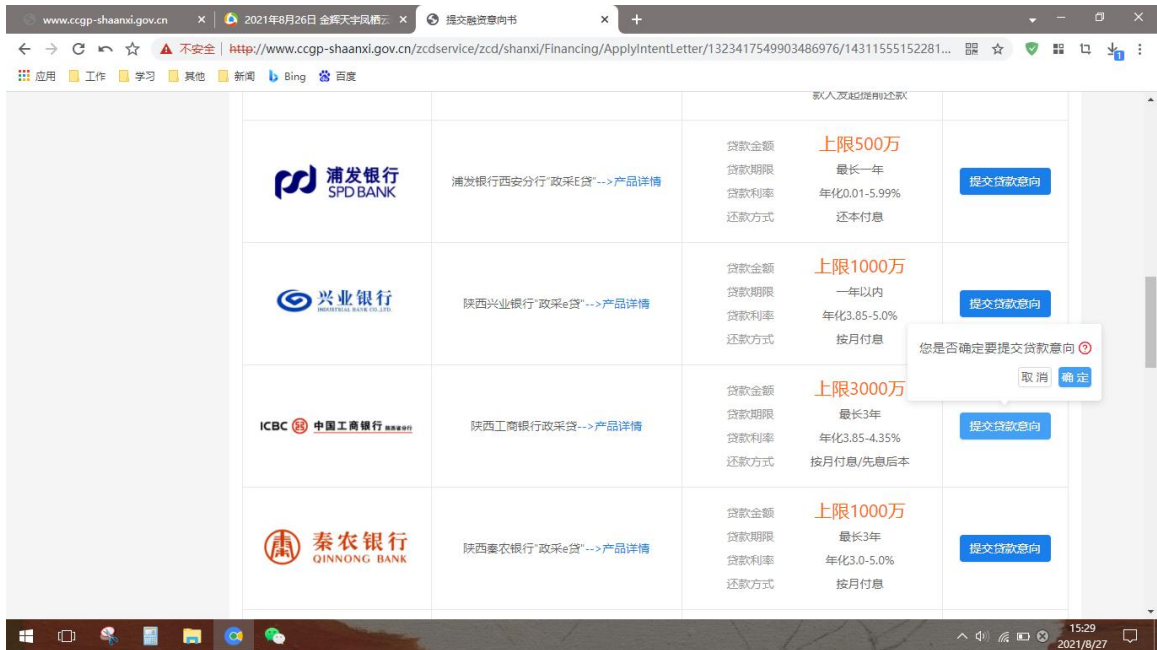 www.ccgp-shaanxi.gov.cn
2021年8月26日 金辉天宇凤栖云
提交融资意向书
不安全 http://www.ccgp-shaanxi.gov.cn/zcdservice/zcd/shanxi/Financing/ApplyIntentLetter/1323417549903486976/14311555152281...
应用 工作 学习 其他 新闻 Bing 百度
款人发起提前还款
浦发银行
SPD BANK
浦发银行西安分行"政采E贷"-->产品详情
贷款金额 上限500万
贷款期限 最长一年
贷款利率 年化0.01-5.99%
还款方式 还本付息
提交贷款意向
兴业银行
INDUSTRIAL BANK CO.,LTD.
陕西兴业银行"政采e贷"-->产品详情
贷款金额 上限1000万
贷款期限 一年以内
贷款利率 年化3.85-5.0%
还款方式 按月付息
提交贷款意向
您是否确定要提交贷款意向
取消 确定
ICBC 中国工商银行
陕西工商银行政采贷-->产品详情
贷款金额 上限3000万
贷款期限 最长3年
贷款利率 年化3.85-4.35%
还款方式 按月付息/先息后本
提交贷款意向
秦农银行
QINNONG BANK
陕西秦农银行"政采e贷"-->产品详情
贷款金额 上限1000万
贷款期限 最长3年
贷款利率 年化3.0-5.0%
还款方式 按月付息
提交贷款意向
15:29
2021/8/27